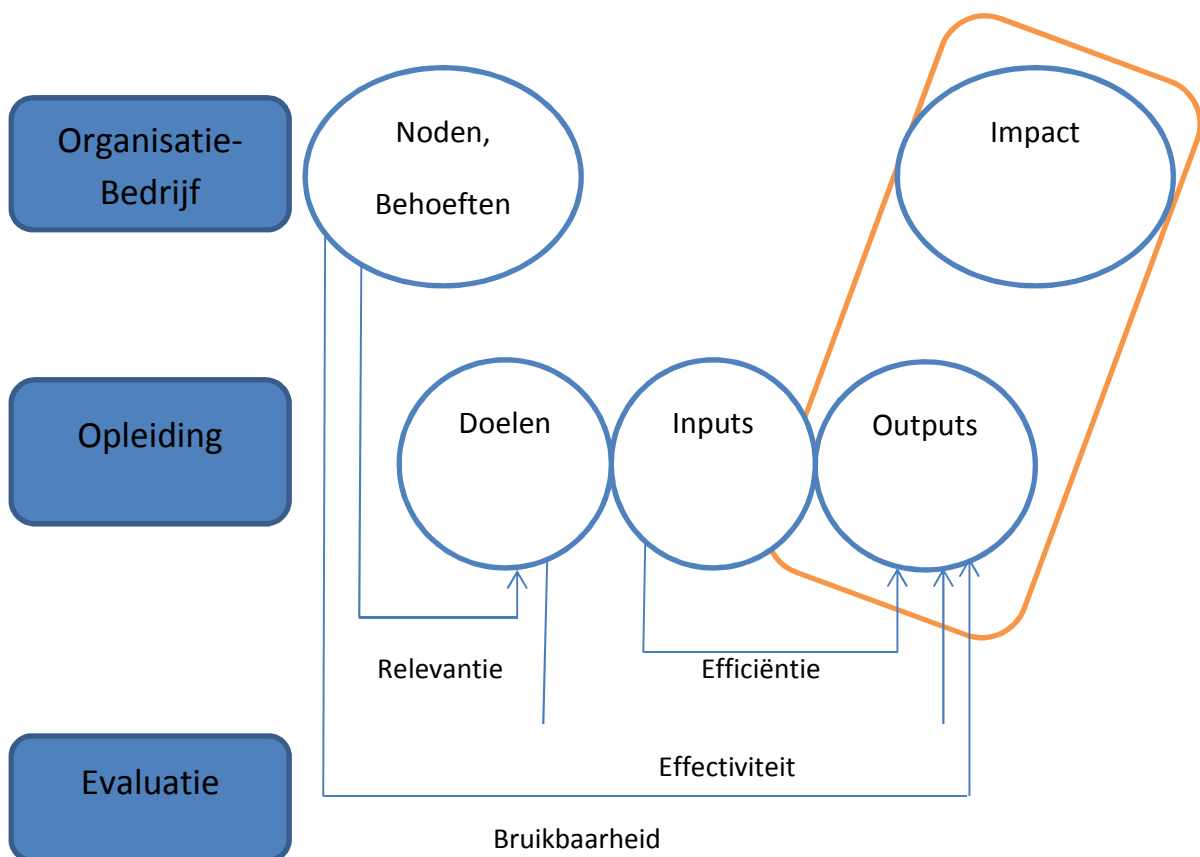 Organisatie-
Bedrijf
Noden,
Behoeften
Impact
Opleiding
Doelen
Inputs
Outputs
Relevantie
Efficiëntie
Evaluatie
Effectiviteit
Bruikbaarheid